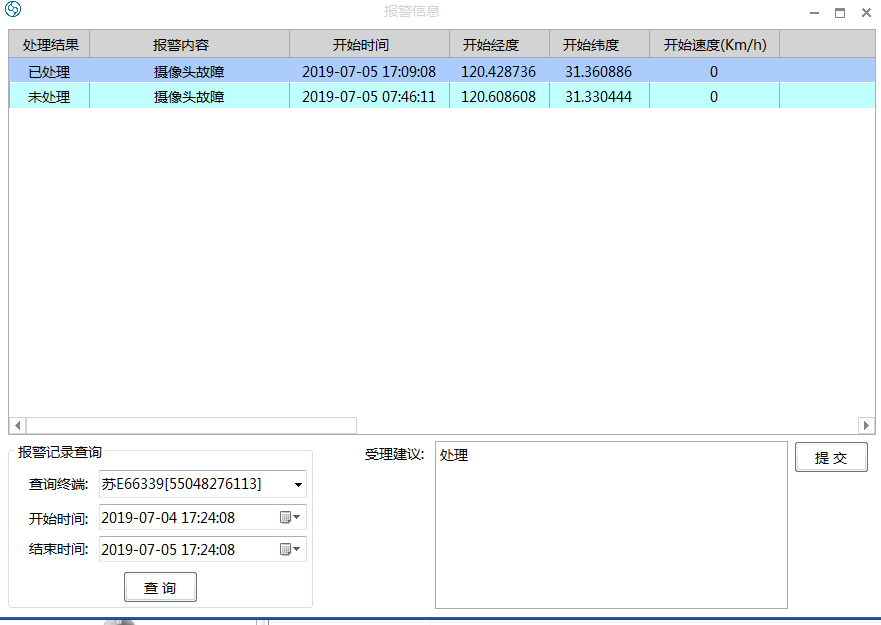 报警信息
处理结果 报警内容 开始时间 开始经度 开始纬度 开始速度(Km/h)
已处理 摄像头故障 2019-07-05 17:09:08 120.428736 31.360886 0
未处理 摄像头故障 2019-07-05 07:46:11 120.608608 31.330444 0
报警记录查询
查询终端: 苏E66339[55048276113]
开始时间: 2019-07-04 17:24:08
结束时间: 2019-07-05 17:24:08
查 询
受理建议: 处理
提 交